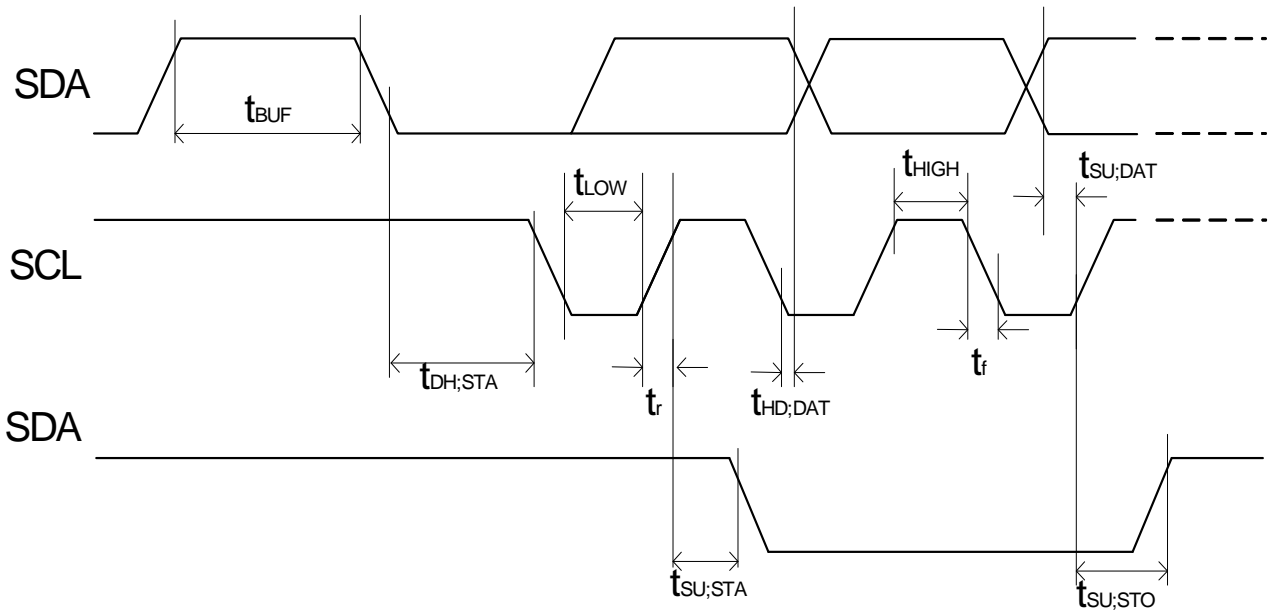 SDA
tBUF
tLOW
tHIGH
tSU;DAT
SCL
tDH;STA
tr
tHD;DAT
tf
SDA
tSU;STA
tSU;STO